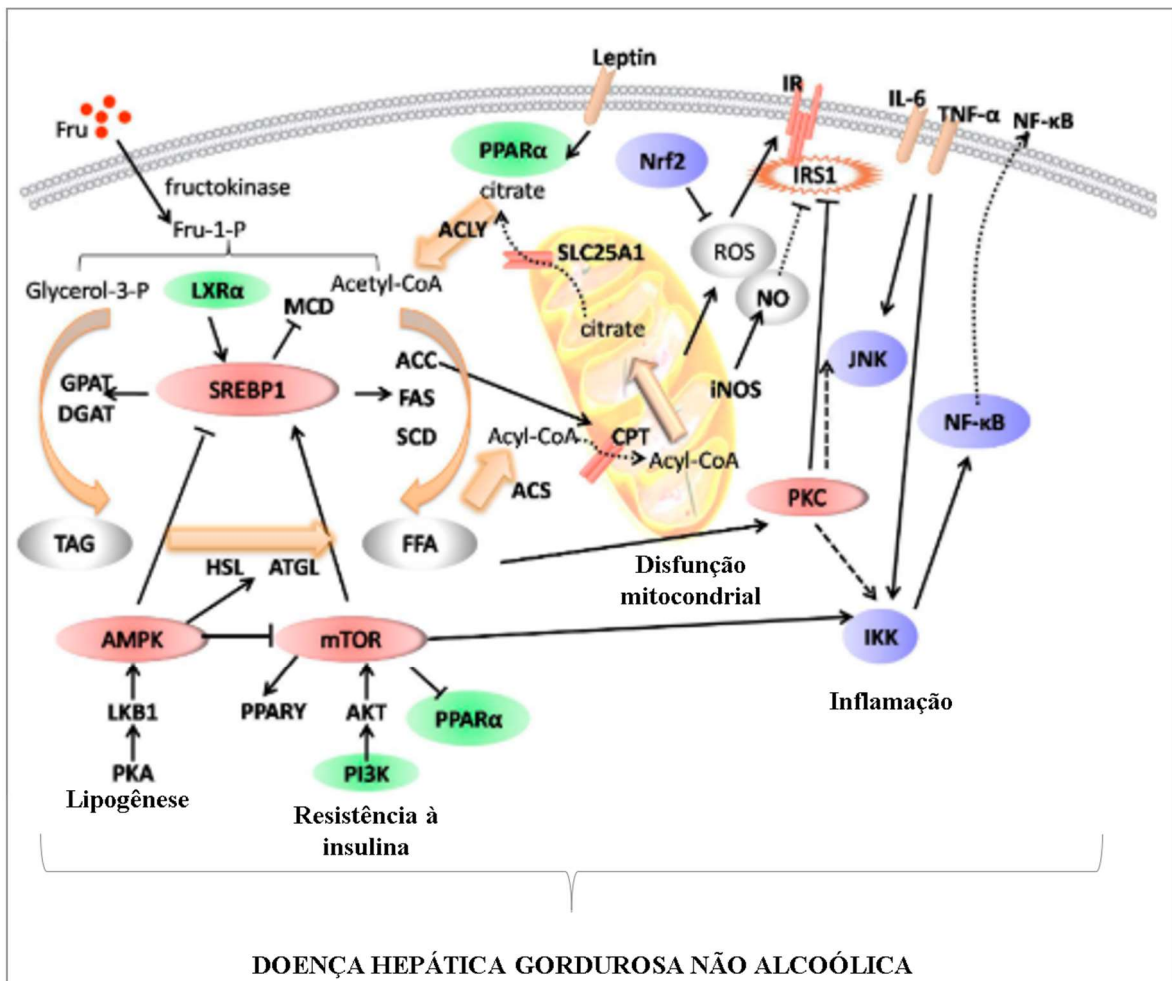 Leptin
Fru
IR
IL-6
TNF-α
NF-κB
PPARα
Nrf2
citrate
IRS1
fructokinase
Fru-1-P
ACLY
SLC25A1
ROS
Glycerol-3-P
LXRα
Acetyl-CoA
MCD
NO
citrate
ACC
JNK
GPAT
SREBP1
FAS
iNOS
DGAT
NF-κB
SCD
Acyl-CoA
CPT
Acyl-CoA
ACS
PKC
TAG
FFA
HSL
ATGL
Disfunção
mitocondrial
AMPK
mTOR
IKK
LKB1
PPARY
AKT
PPARα
Inflamação
PKA
PI3K
Lipogênese
Resistência à
insulina
DOENÇA HEPÁTICA GORDUROSA NÃO ALCOÓLICA